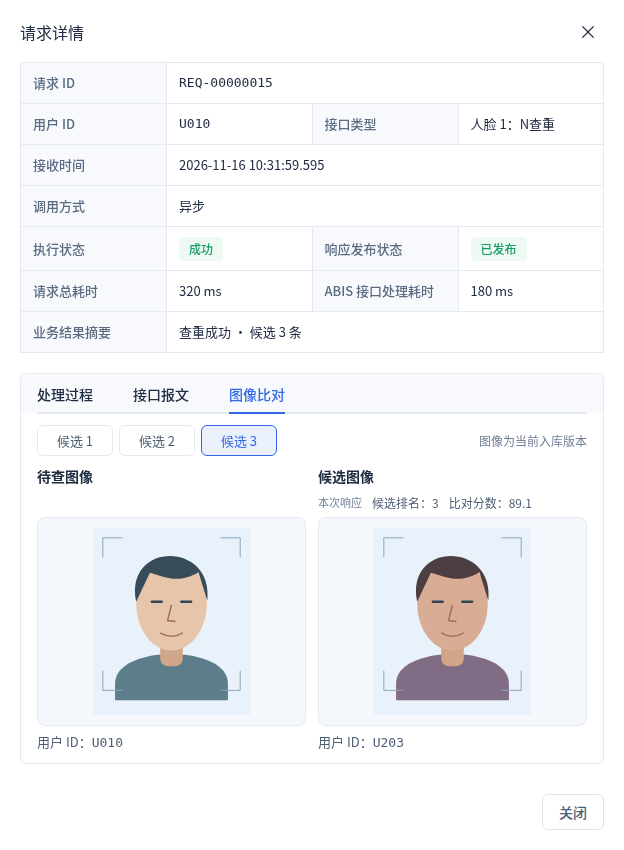 请求详情
请求 ID REQ-00000015
用户 ID U010 接口类型 人脸 1：N查重
接收时间 2026-11-16 10:31:59.595
调用方式 异步
执行状态 成功 响应发布状态 已发布
请求总耗时 320 ms ABIS 接口处理耗时 180 ms
业务结果摘要 查重成功 · 候选 3 条
处理过程 接口报文 图像比对
候选 1 候选 2 候选 3 图像为当前入库版本
待查图像 候选图像
本次响应 候选排名：3 比对分数：89.1
用户 ID：U010 用户 ID：U203
关闭